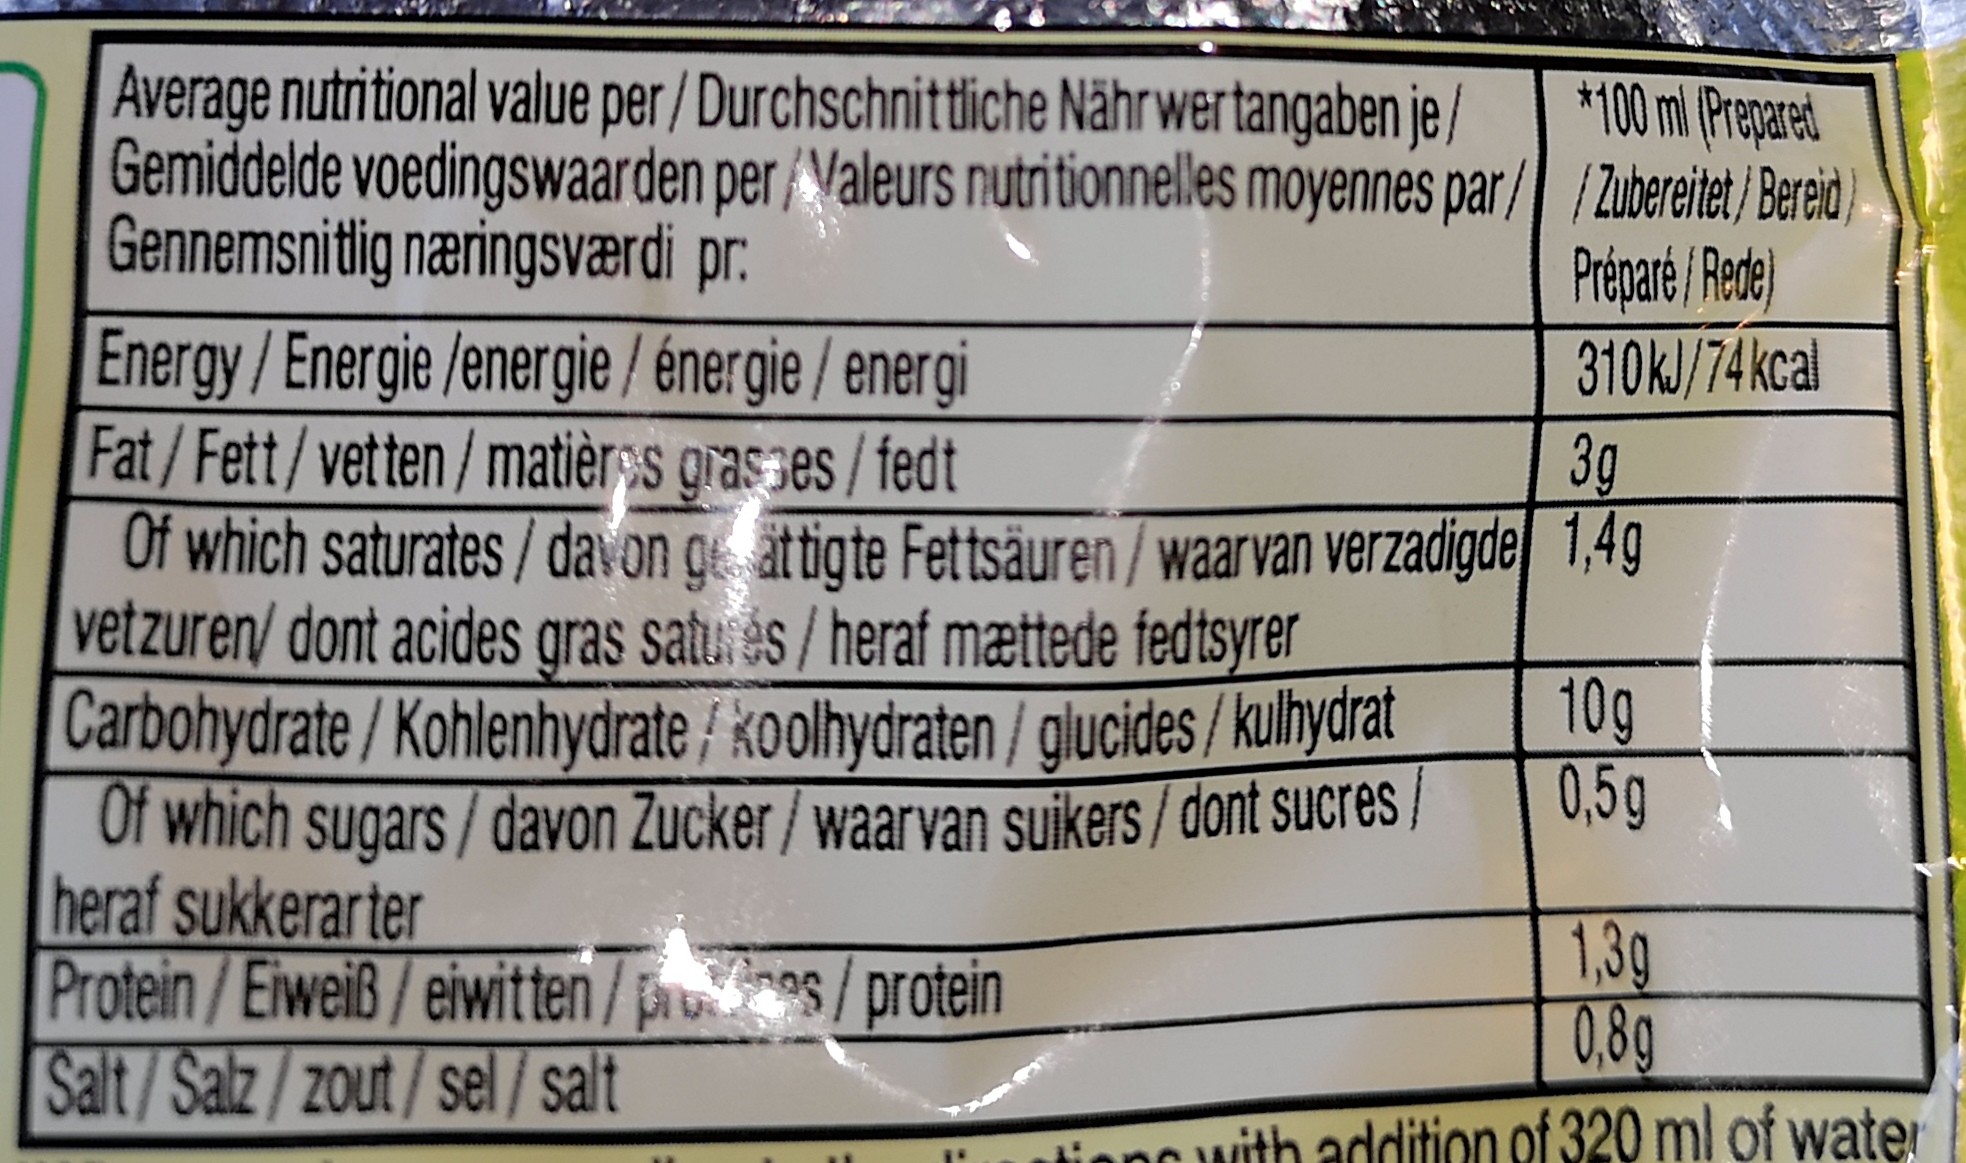 Average nutritional value per / Durchschnittliche Nährwertangaben je /
Gemiddelde voedingswaarden per / Valeurs nutritionnelles moyennes par /
Gennemsnitlig næringsværdi pr:
*100 ml (Prepared
/ Zubereitet / Bereid /
Préparé / Rede)
Energy / Energie /energie / énergie / energi 310kJ/74kcal
Fat / Fett / vetten / matières grasses / fedt 3g
Of which saturates / davon gesättigte Fettsäuren / waarvan verzadigde 1,4g
vetzuren/ dont acides gras saturés / heraf mættede fedtsyrer
Carbohydrate / Kohlenhydrate / koolhydraten / glucides / kulhydrat 10g
Of which sugars / davon Zucker / waarvan suikers / dont sucres / 0,5g
heraf sukkerarter
Protein / Eiweiß / eiwitten / protéines / protein 1,3g
Salt / Salz / zout / sel / salt 0,8g
with addition of 320 ml of water